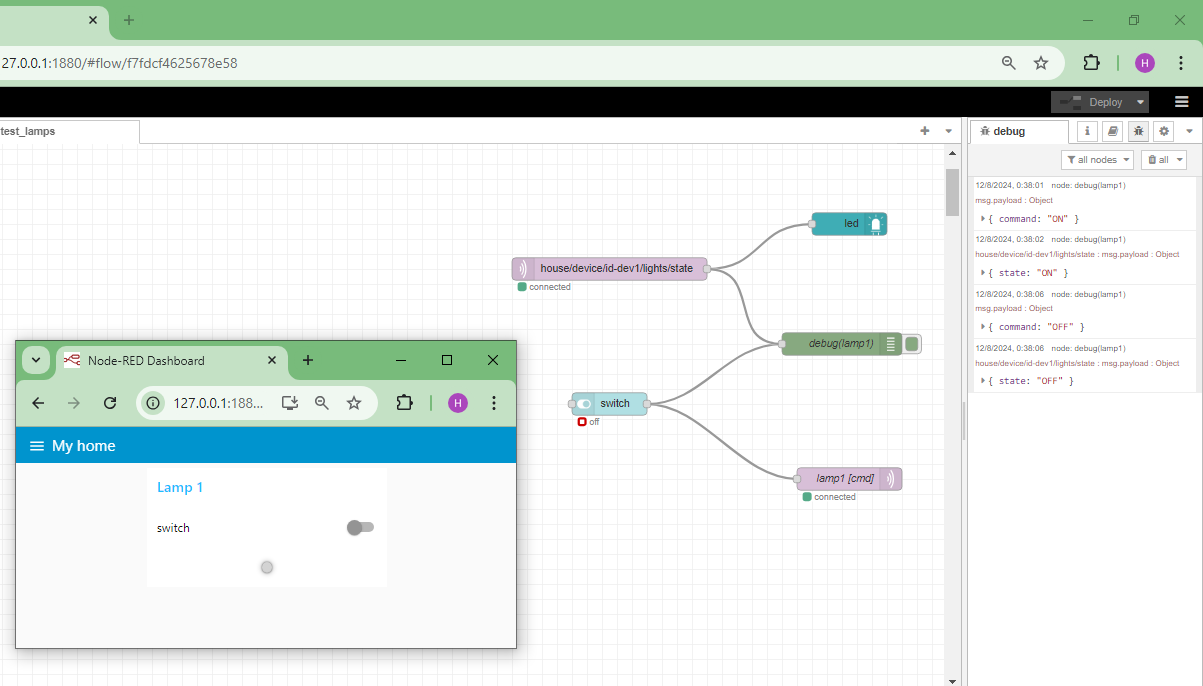 27.0.0.1:1880/#flow/f7fdcf4625678e58
H
Deploy
test_lamps
debug
i
all nodes
all
12/8/2024, 0:38:01 node: debug(lamp1)
msg.payload : Object
{ command: "ON" }
12/8/2024, 0:38:02 node: debug(lamp1)
house/device/id-dev1/lights/state : msg.payload : Object
{ state: "ON" }
12/8/2024, 0:38:06 node: debug(lamp1)
msg.payload : Object
{ command: "OFF" }
12/8/2024, 0:38:06 node: debug(lamp1)
house/device/id-dev1/lights/state : msg.payload : Object
{ state: "OFF" }
led
house/device/id-dev1/lights/state
connected
debug(lamp1)
switch
off
lamp1 [cmd]
connected
Node-RED Dashboard
127.0.0.1:188...
H
My home
Lamp 1
switch